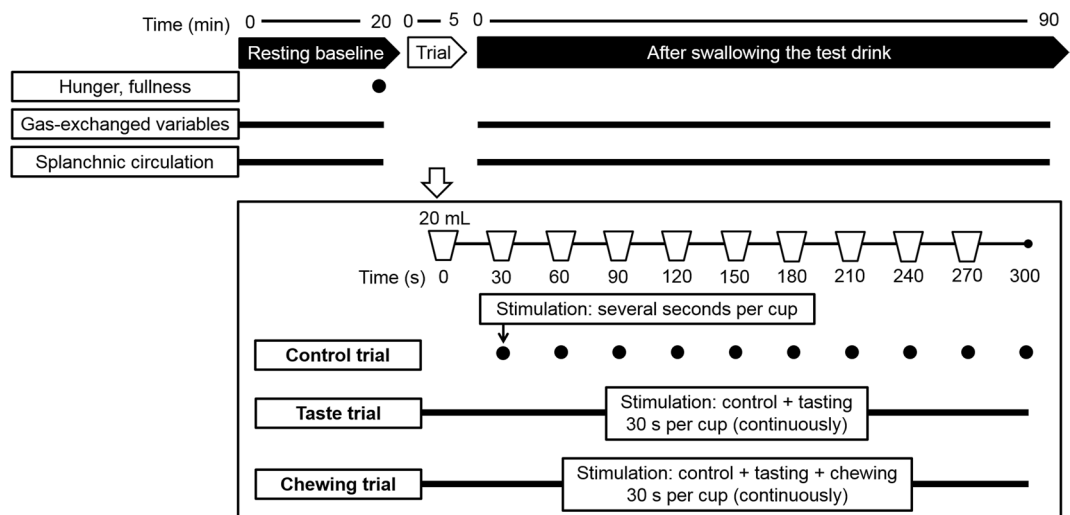 Time (min) 0 20 0 5 0 90
Resting baseline Trial After swallowing the test drink
Hunger, fullness
Gas-exchanged variables
Splanchnic circulation
20 mL
Time (s) 0 30 60 90 120 150 180 210 240 270 300
Stimulation: several seconds per cup
Control trial
Stimulation: control + tasting
Taste trial
30 s per cup (continuously)
Stimulation: control + tasting + chewing
Chewing trial
30 s per cup (continuously)